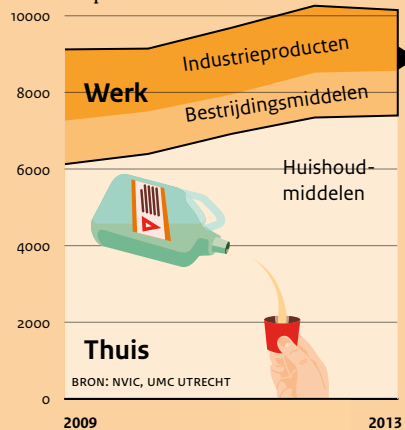 10000
Industrieproducten
8000
Werk
Bestrijdingsmiddelen
6000
Huishoud-
middelen
4000
2000
Thuis
BRON: NVIC, UMC UTRECHT
0
2009
2013